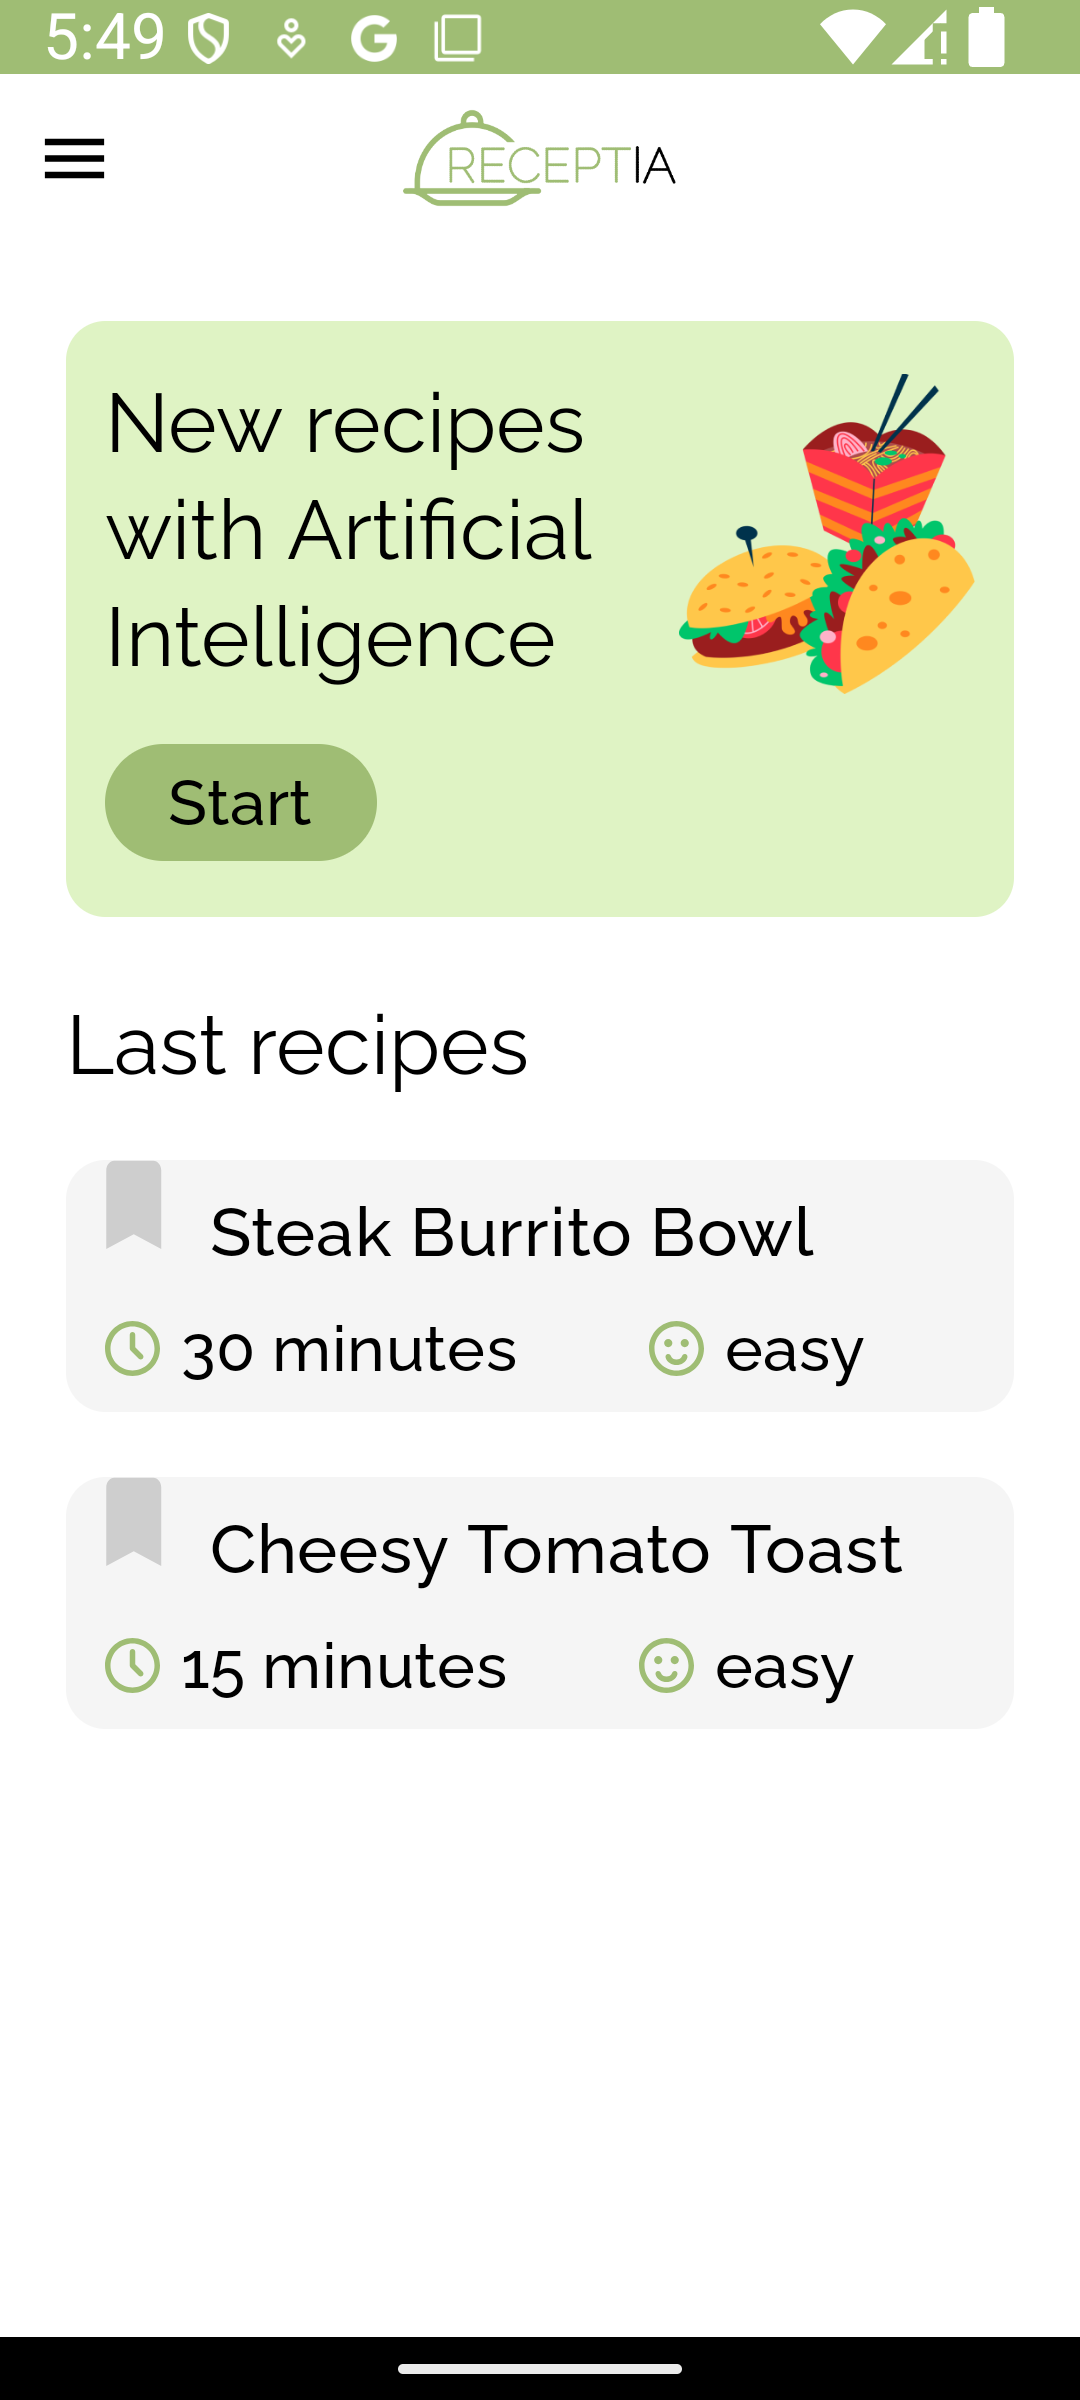 5:49
RECEPTIA
New recipes
with Artificial
Intelligence
Start
Last recipes
Steak Burrito Bowl
30 minutes easy
Cheesy Tomato Toast
15 minutes easy